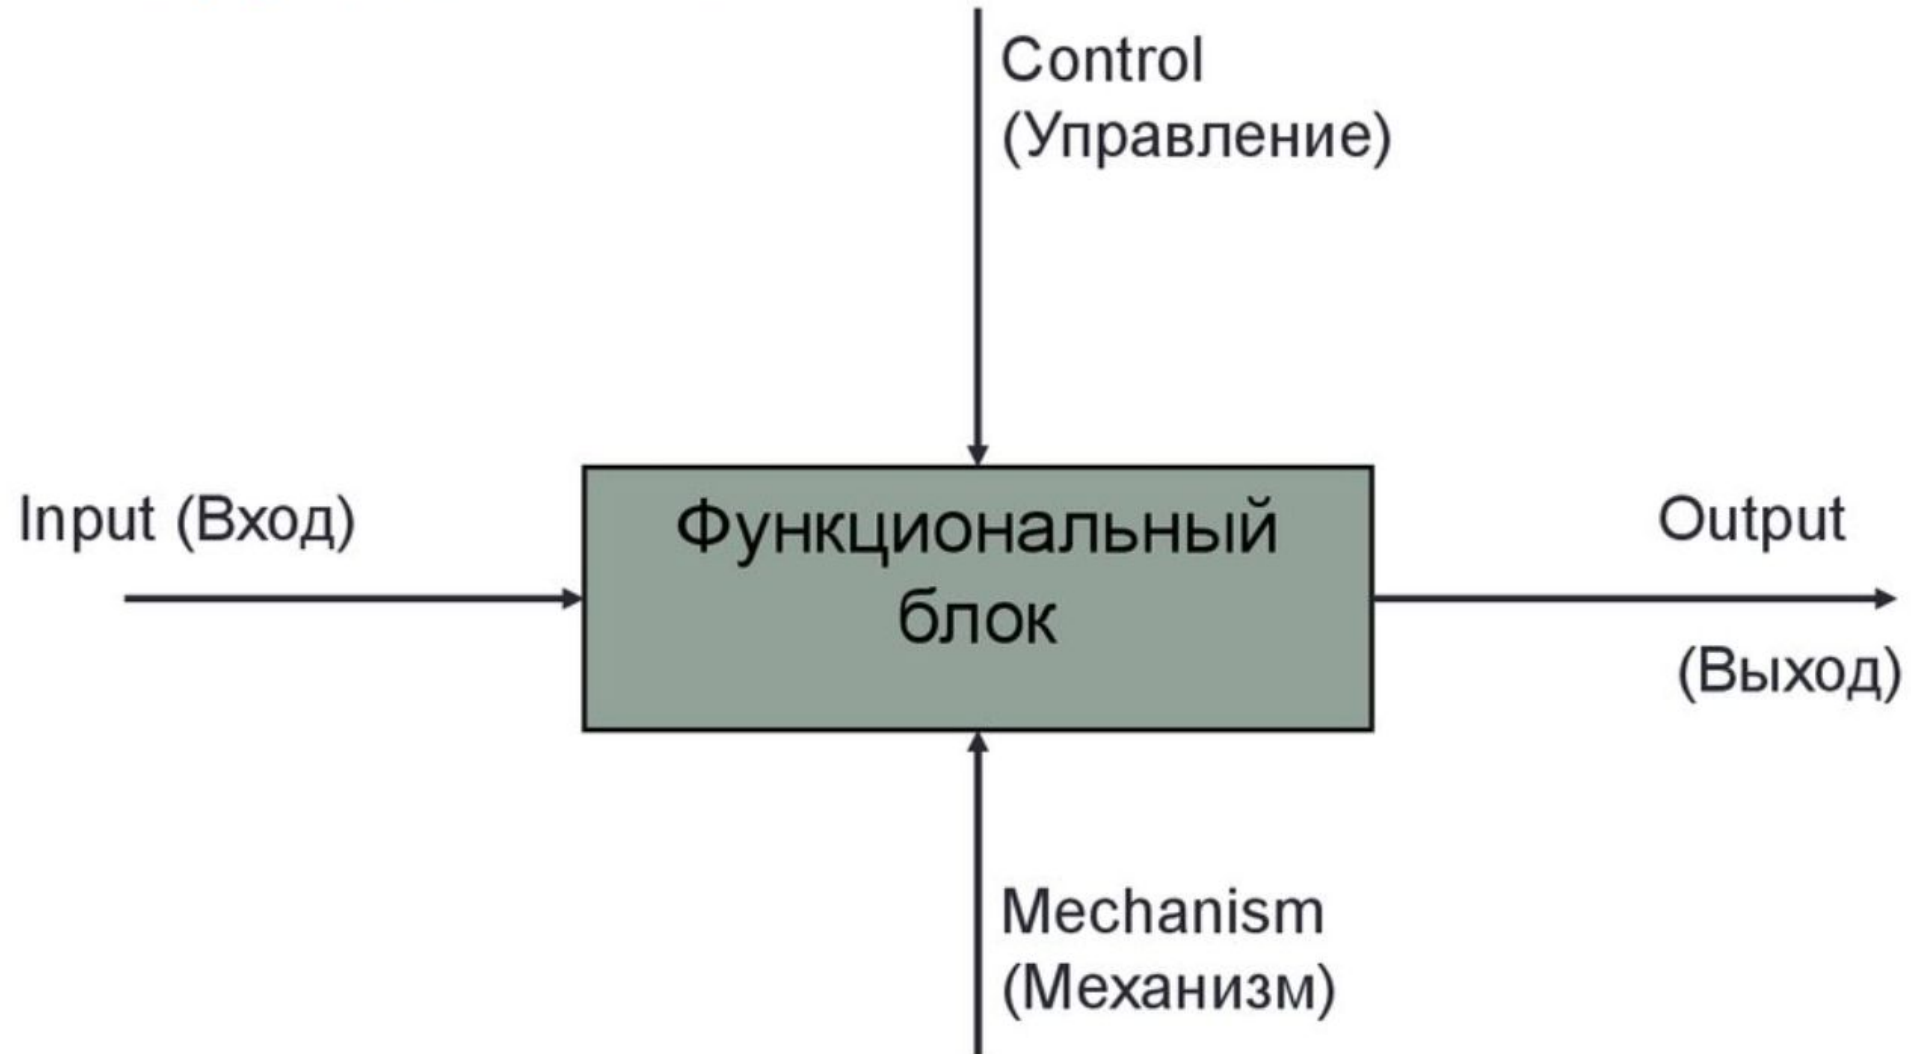 Control
(Управление)
Input (Вход)
Функциональный
блок
Output
(Выход)
Mechanism
(Механизм)